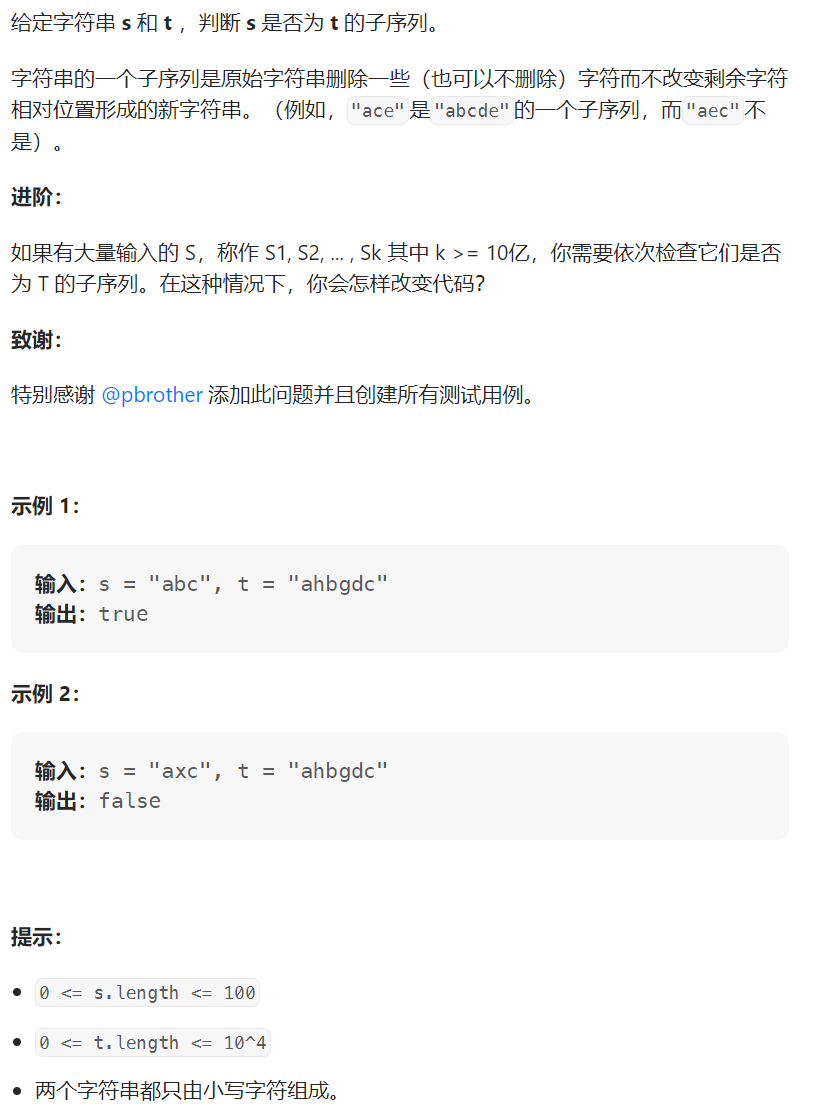 给定字符串 s 和 t ，判断 s 是否为 t 的子序列。
字符串的一个子序列是原始字符串删除一些（也可以不删除）字符而不改变剩余字符
相对位置形成的新字符串。（例如，"ace"是"abcde"的一个子序列，而"aec"不
是）。
进阶：
如果有大量输入的 S，称作 S1, S2, ... , Sk 其中 k >= 10亿，你需要依次检查它们是否
为 T 的子序列。在这种情况下，你会怎样改变代码？
致谢：
特别感谢 @pbrother 添加此问题并且创建所有测试用例。
示例 1：
输入：s = "abc", t = "ahbgdc"
输出：true
示例 2：
输入：s = "axc", t = "ahbgdc"
输出：false
提示：
• 0 <= s.length <= 100
• 0 <= t.length <= 10^4
• 两个字符串都只由小写字符组成。